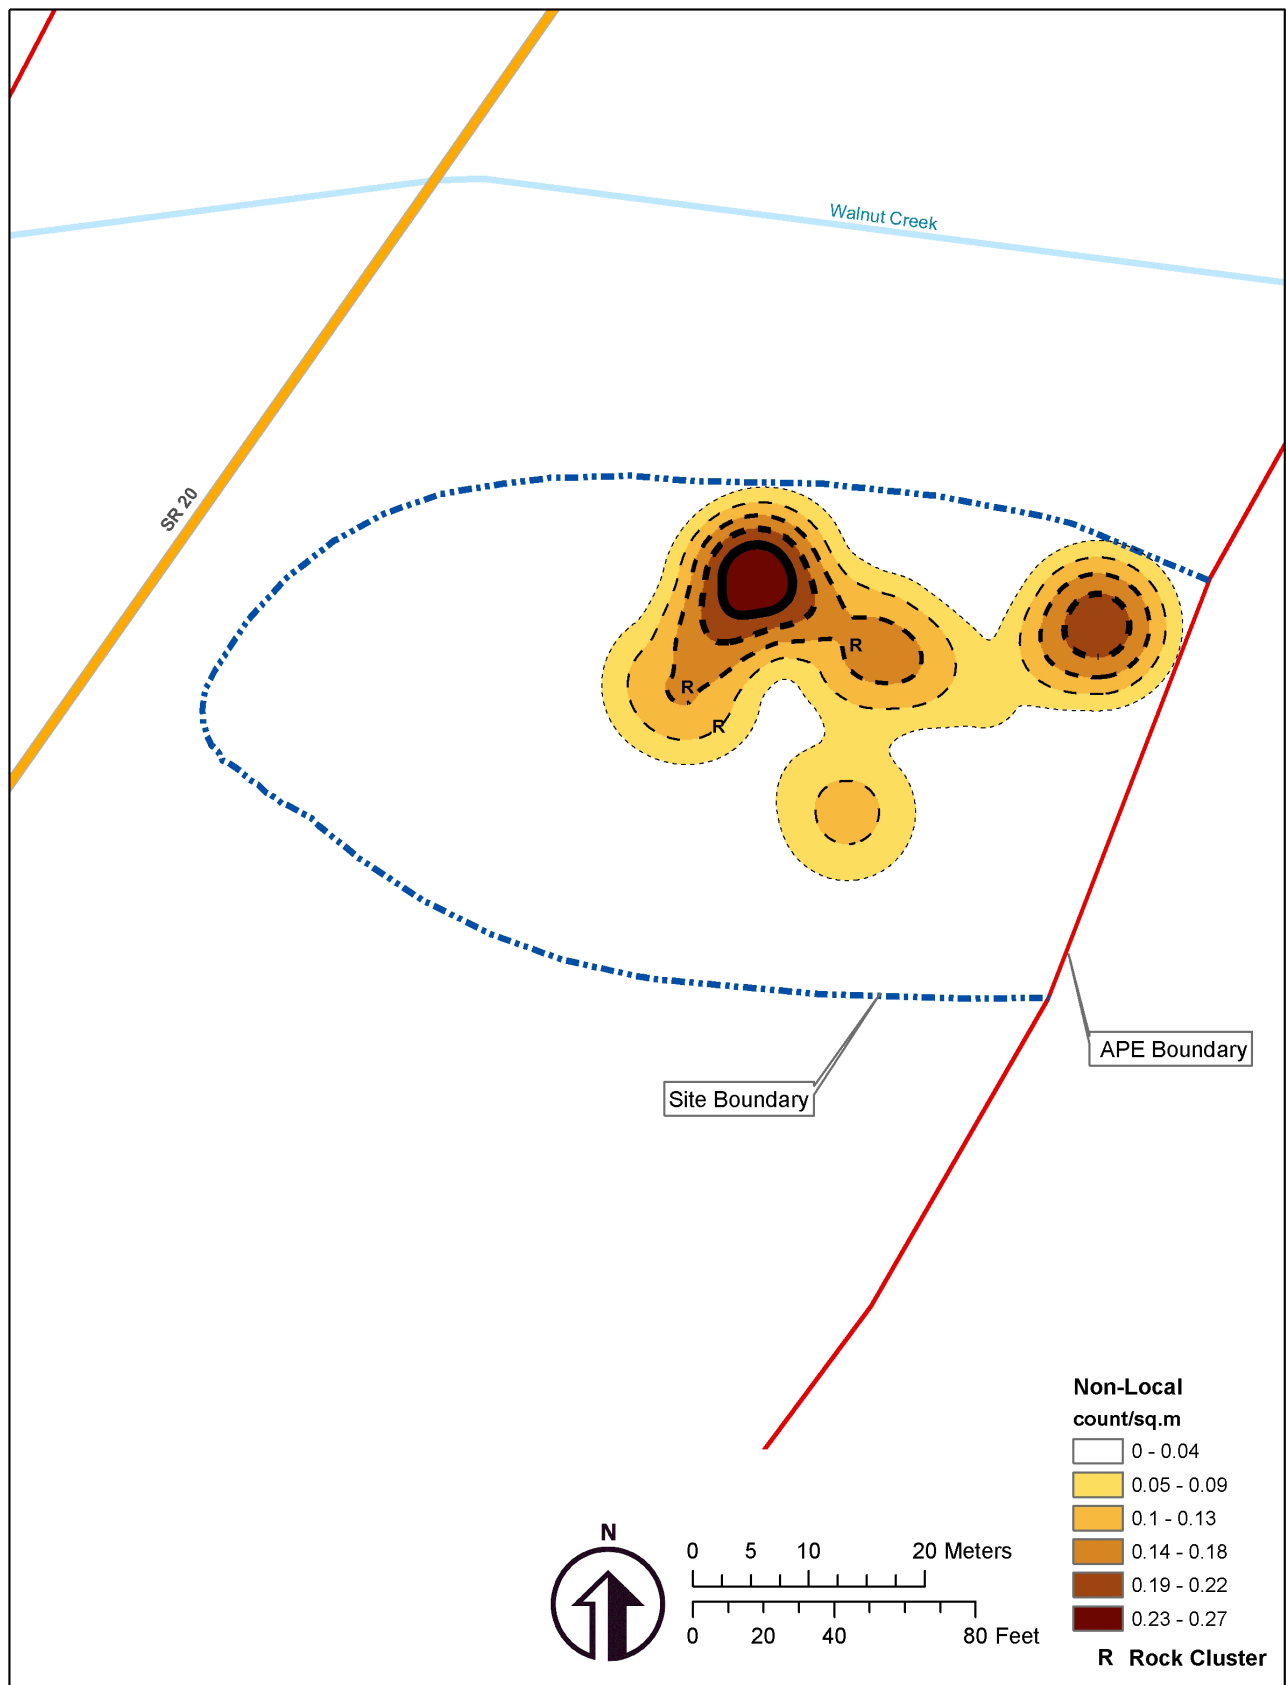 Walnut Creek
SR 20
R
R
R
APE Boundary
Site Boundary
Non-Local
count/sq.m
0 - 0.04
0.05 - 0.09
0.1 - 0.13
0.14 - 0.18
0.19 - 0.22
0.23 - 0.27
R Rock Cluster
N
0 5 10 20 Meters
0 20 40 80 Feet